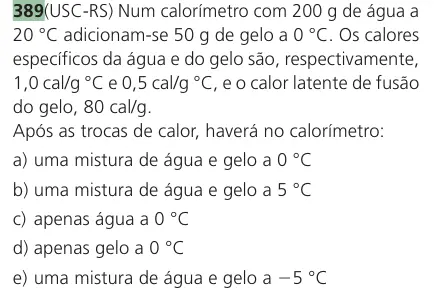 389(USC-RS) Num calorímetro com 200 g de água a
20 °C adicionam-se 50 g de gelo a 0 °C. Os calores
específicos da água e do gelo são, respectivamente,
1,0 cal/g °C e 0,5 cal/g °C, e o calor latente de fusão
do gelo, 80 cal/g.
Após as trocas de calor, haverá no calorímetro:
a) uma mistura de água e gelo a 0 °C
b) uma mistura de água e gelo a 5 °C
c) apenas água a 0 °C
d) apenas gelo a 0 °C
e) uma mistura de água e gelo a −5 °C